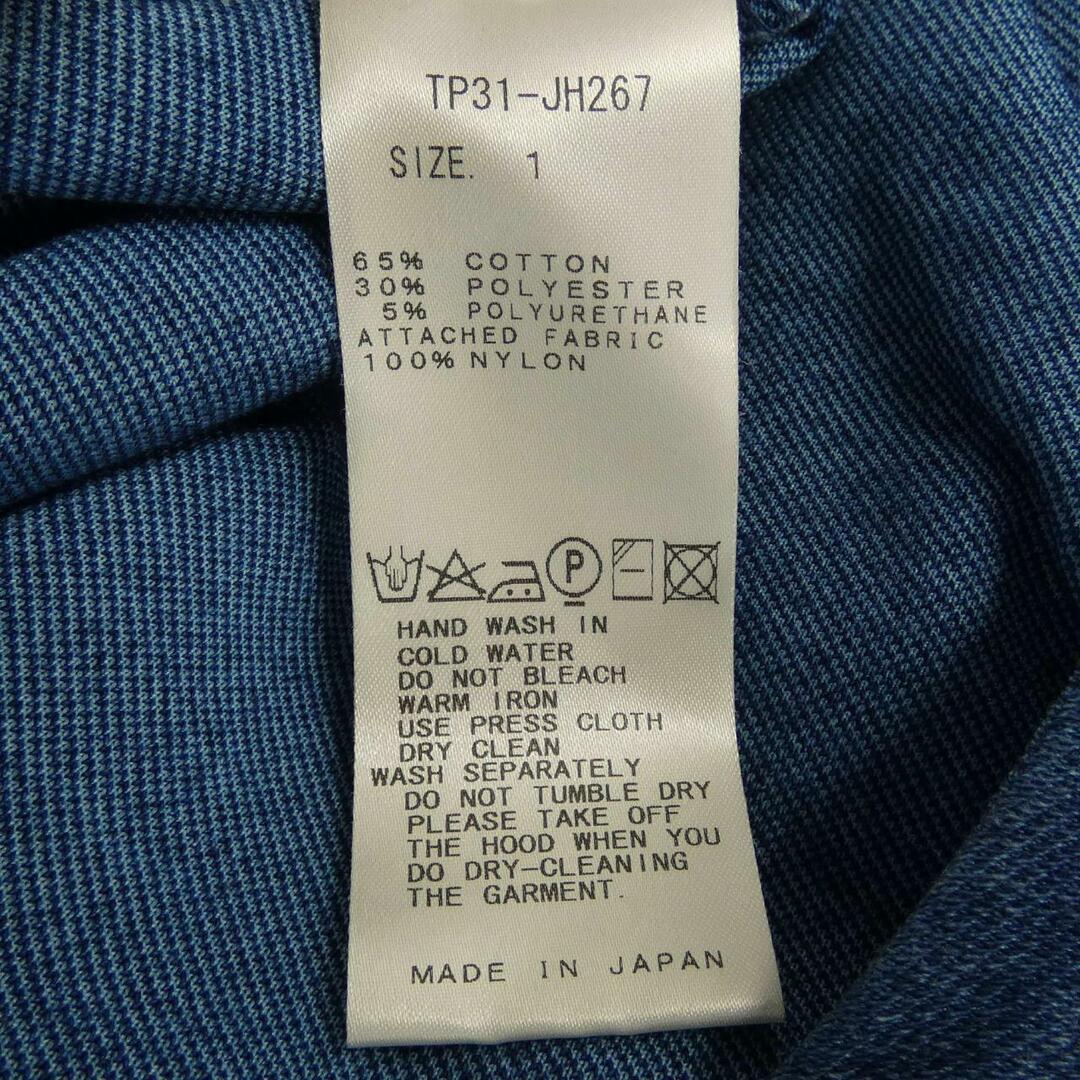 TP31-JH267
SIZE. 1
65% COTTON
30% POLYESTER
5% POLYURETHANE
ATTACHED FABRIC
100% NYLON
P
HAND WASH IN
COLD WATER
DO NOT BLEACH
WARM IRON
USE PRESS CLOTH
DRY CLEAN
WASH SEPARATELY
DO NOT TUMBLE DRY
PLEASE TAKE OFF
THE HOOD WHEN YOU
DO DRY-CLEANING
THE GARMENT.
MADE IN JAPAN